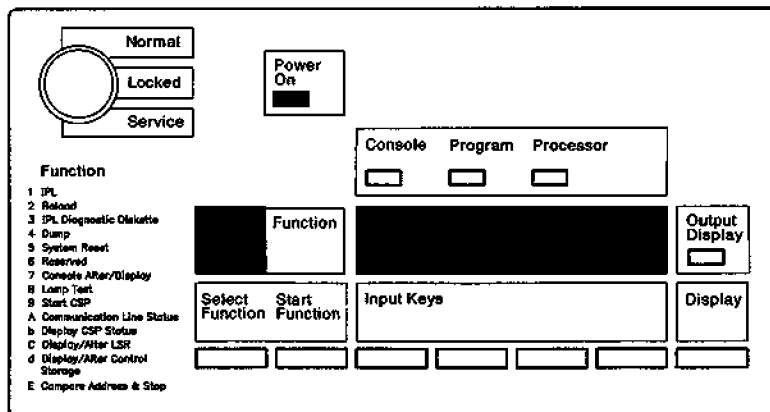 Normal
Locked
Service
Power
On
Console Program Processor
Function
1 IPL
2 Reload
3 IPL Diagnostic Diskette
4 Dump
5 System Reset
6 Reserved
7 Console Alter/Display
8 Lamp Test
9 Start CSP
A Communication Line Status
b Display CSP Status
C Display/Alter LSR
d Display/Alter Control
Storage
E Compare Address & Stop
Function
Output
Display
Select
Function
Start
Function
Input Keys
Display